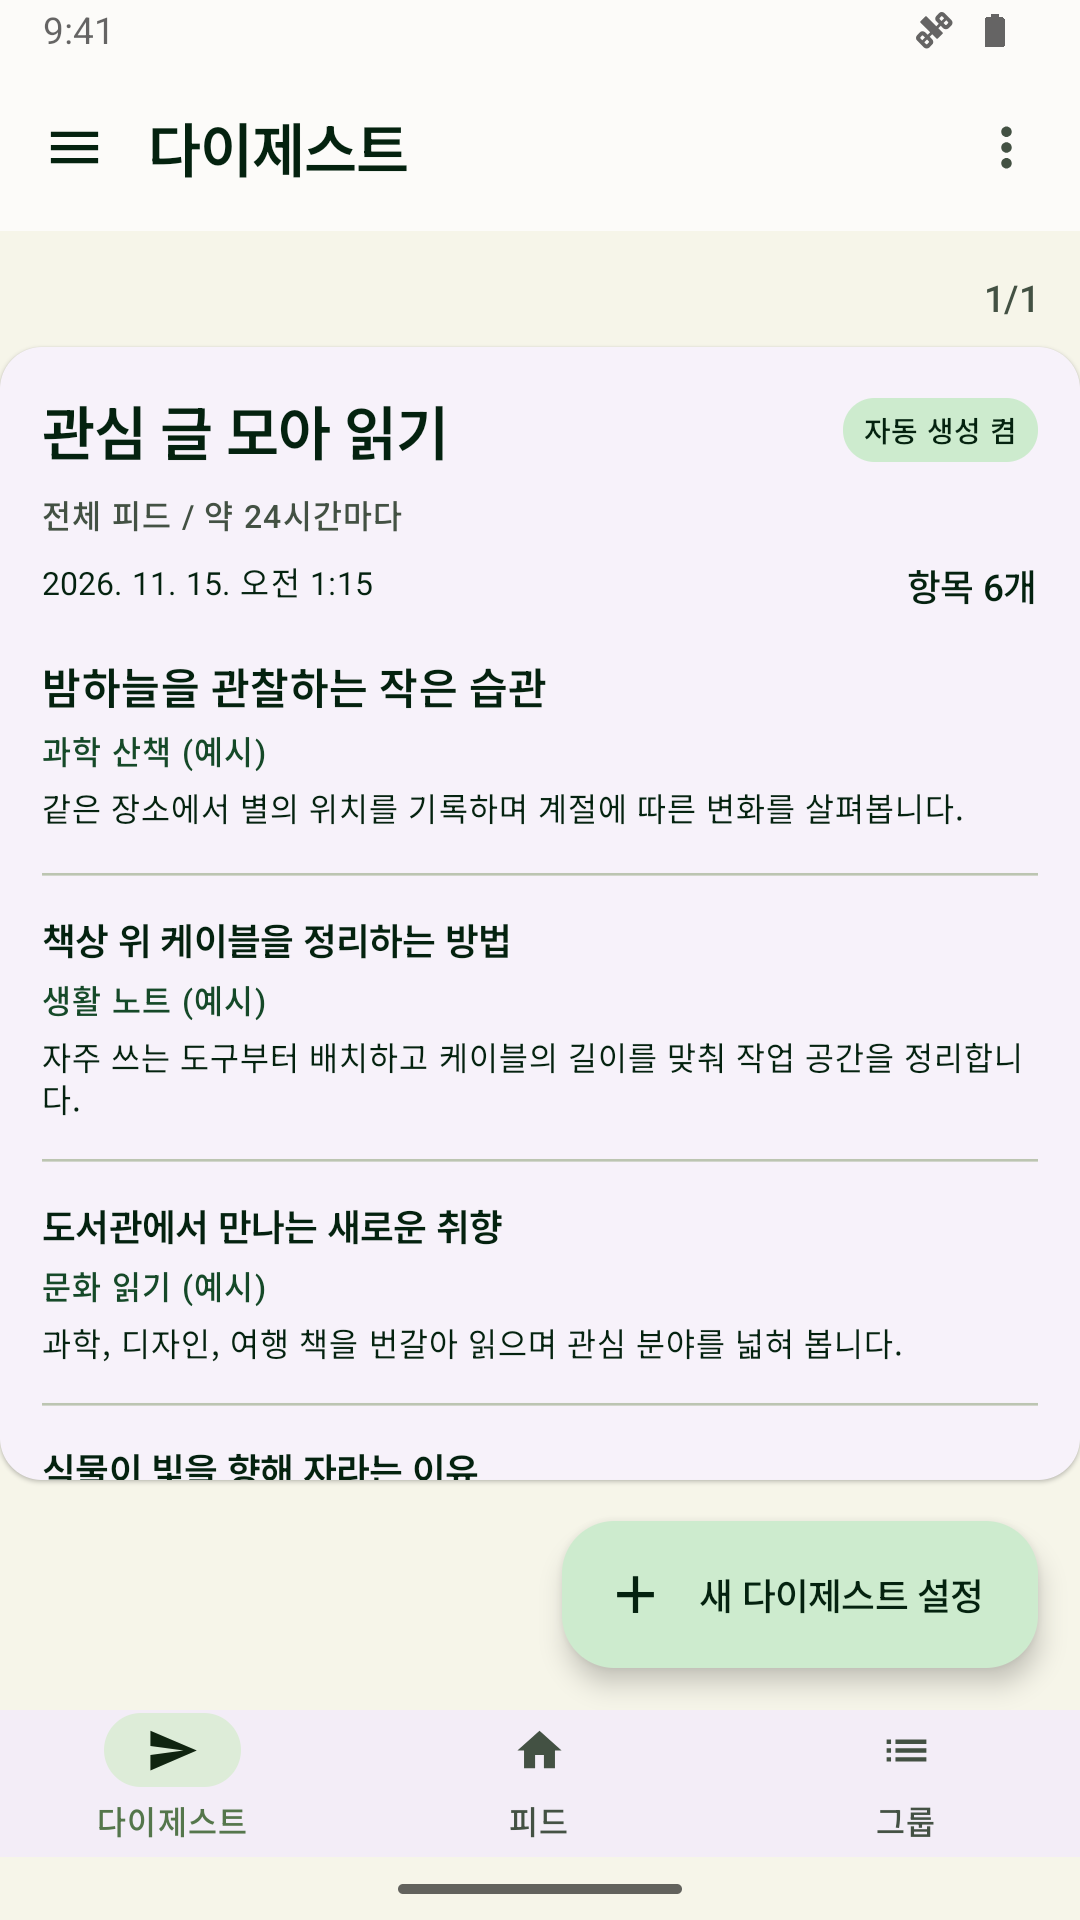 9:41
다이제스트
1/1
관심 글 모아 읽기
자동 생성 켬
전체 피드 / 약 24시간마다
2026. 11. 15. 오전 1:15
항목 6개
밤하늘을 관찰하는 작은 습관
과학 산책 (예시)
같은 장소에서 별의 위치를 기록하며 계절에 따른 변화를 살펴봅니다.
책상 위 케이블을 정리하는 방법
생활 노트 (예시)
자주 쓰는 도구부터 배치하고 케이블의 길이를 맞춰 작업 공간을 정리합니
다.
도서관에서 만나는 새로운 취향
문화 읽기 (예시)
과학, 디자인, 여행 책을 번갈아 읽으며 관심 분야를 넓혀 봅니다.
식물이 빛을 향해 자라는 이유
새 다이제스트 설정
다이제스트
피드
그룹